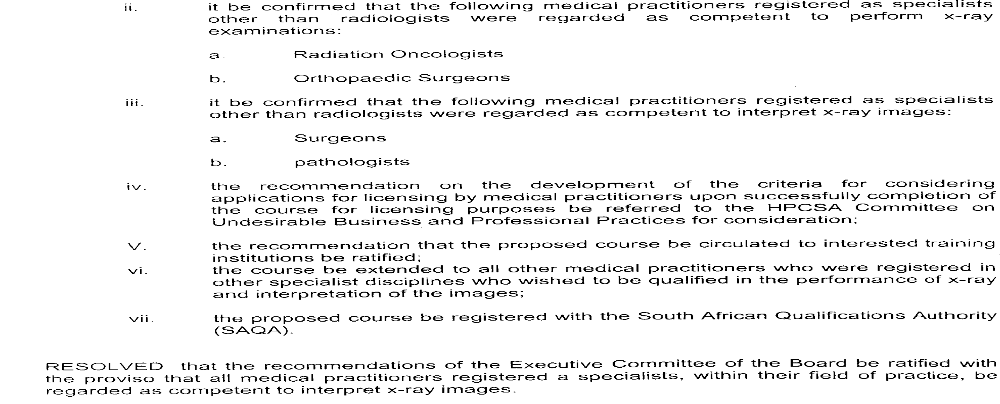 ii. it be confirmed that the following medical practitioners registered as specialists
other than radiologists were regarded as competent to perform x-ray
examinations:
a. Radiation Oncologists
b. Orthopaedic Surgeons
iii. it be confirmed that the following medical practitioners registered as specialists
other than radiologists were regarded as competent to interpret x-ray images:
a. Surgeons
b. pathologists
iv. the recommendation on the development of the criteria for considering
applications for licensing by medical practitioners upon successfully completion of
the course for licensing purposes be referred to the HPCSA Committee on
Undesirable Business and Professional Practices for consideration;
V. the recommendation that the proposed course be circulated to interested training
institutions be ratified;
vi. the course be extended to all other medical practitioners who were registered in
other specialist disciplines who wished to be qualified in the performance of x-ray
and interpretation of the images;
vii. the proposed course be registered with the South African Qualifications Authority
(SAQA).
RESOLVED that the recommendations of the Executive Committee of the Board be ratified with
the proviso that all medical practitioners registered a specialists, within their field of practice, be
regarded as competent to interpret x-ray images.